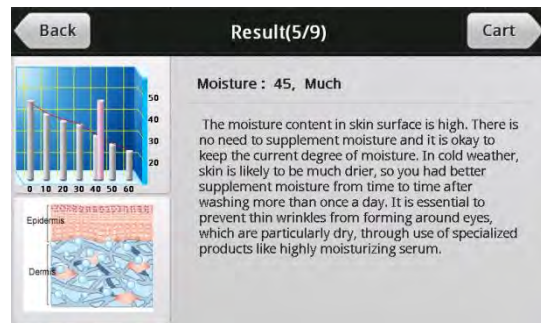 Back
Result(5/9)
Cart
Moisture : 45, Much
The moisture content in skin surface is high. There is
no need to supplement moisture and it is okay to
keep the current degree of moisture. In cold weather,
skin is likely to be much drier, so you had better
supplement moisture from time to time after
washing more than once a day. It is essential to
prevent thin wrinkles from forming around eyes,
which are particularly dry, through use of specialized
products like highly moisturizing serum.
50
40
30
20
0 10 20 30 40 50 60
Epidermis
Dermis